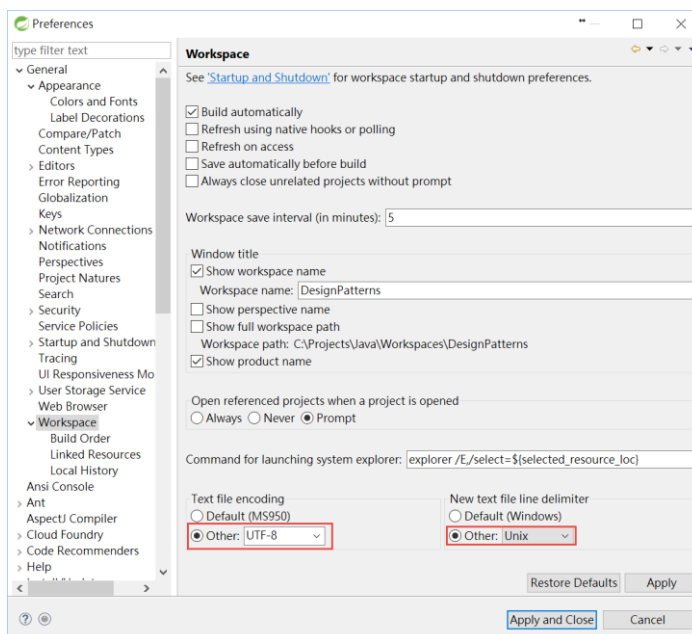 Preferences
type filter text
General
Appearance
Colors and Fonts
Label Decorations
Compare/Patch
Content Types
Editors
Error Reporting
Globalization
Keys
Network Connections
Notifications
Perspectives
Project Natures
Search
Security
Service Policies
Startup and Shutdown
Tracing
UI Responsiveness Mo
User Storage Service
Web Browser
Workspace
Build Order
Linked Resources
Local History
Ansi Console
Ant
AspectJ Compiler
Cloud Foundry
Code Recommenders
Help
Workspace
See 'Startup and Shutdown' for workspace startup and shutdown preferences.
Build automatically
Refresh using native hooks or polling
Refresh on access
Save automatically before build
Always close unrelated projects without prompt
Workspace save interval (in minutes): 5
Window title
Show workspace name
Workspace name: DesignPatterns
Show perspective name
Show full workspace path
Workspace path: C:\Projects\Java\Workspaces\DesignPatterns
Show product name
Open referenced projects when a project is opened
Always Never Prompt
Command for launching system explorer: explorer /E,/select=${selected_resource_loc}
Text file encoding
Default (MS950)
Other: UTF-8
New text file line delimiter
Default (Windows)
Other: Unix
Restore Defaults Apply
Apply and Close Cancel